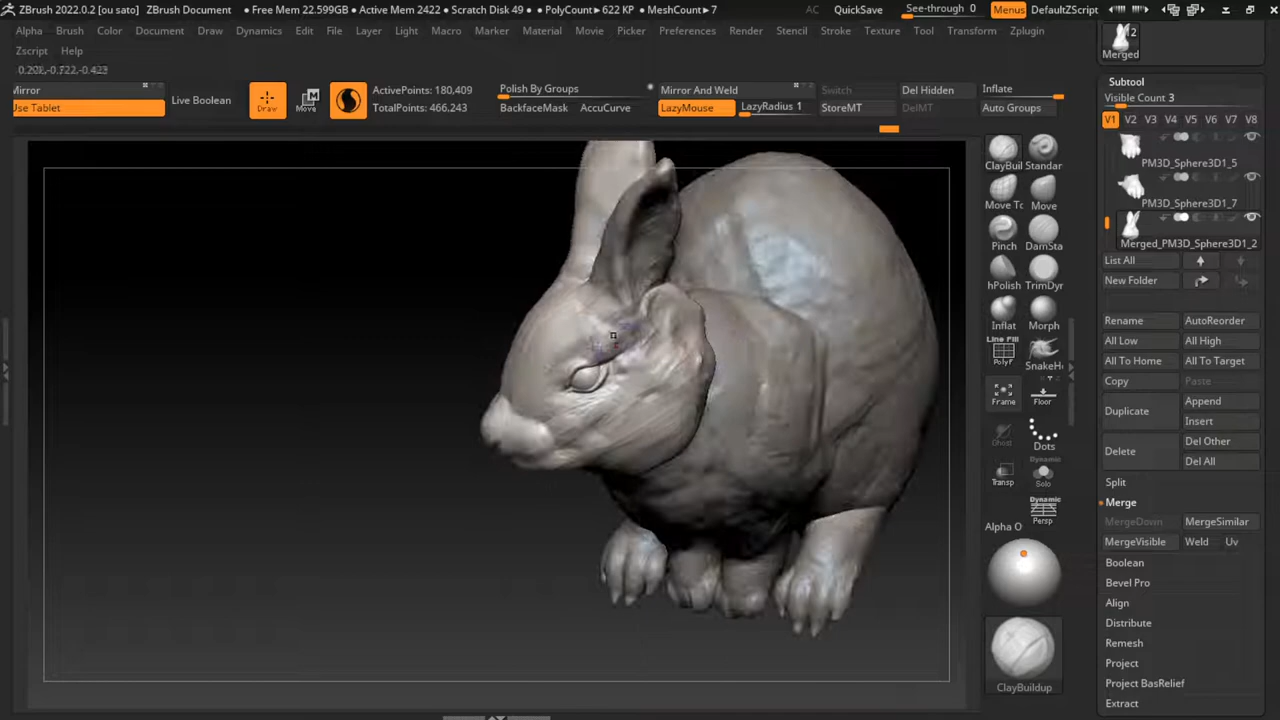 ZBrush 2022.0.2 [ou sato] ZBrush Document • Free Mem 22.599GB • Active Mem 2422 • Scratch Disk 49 • PolyCount▸ 622 KP • MeshCount▸ 7 AC QuickSave See-through 0 Menus DefaultZScript
Alpha Brush Color Document Draw Dynamics Edit File Layer Light Macro Marker Material Movie Picker Preferences Render Stencil Stroke Texture Tool Transform Zplugin
Zscript Help
Mirror
Use Tablet
Live Boolean
Draw
Move
ActivePoints: 180,409
TotalPoints: 466,243
Polish By Groups
BackfaceMask AccuCurve
Mirror And Weld
LazyMouse LazyRadius 1
Switch Del Hidden
StoreMT DelMT
Inflate
Auto Groups
ClayBuil Standar
Move To Move
Pinch DamSta
hPolish TrimDyr
Inflat Morph
Line Fill
PolyF SnakeHo
Frame Floor
Ghost Dots
Dynamic
Transp Solo
Dynamic
Persp
Alpha O
ClayBuildup
12
Merged
Subtool
Visible Count 3
V1 V2 V3 V4 V5 V6 V7 V8
PM3D_Sphere3D1_5
PM3D_Sphere3D1_7
Merged_PM3D_Sphere3D1_2
List All
New Folder
Rename AutoReorder
All Low All High
All To Home All To Target
Copy Paste
Duplicate Append
Insert
Delete Del Other
Del All
Split
Merge
MergeDown MergeSimilar
MergeVisible Weld Uv
Boolean
Bevel Pro
Align
Distribute
Remesh
Project
Project BasRelief
Extract